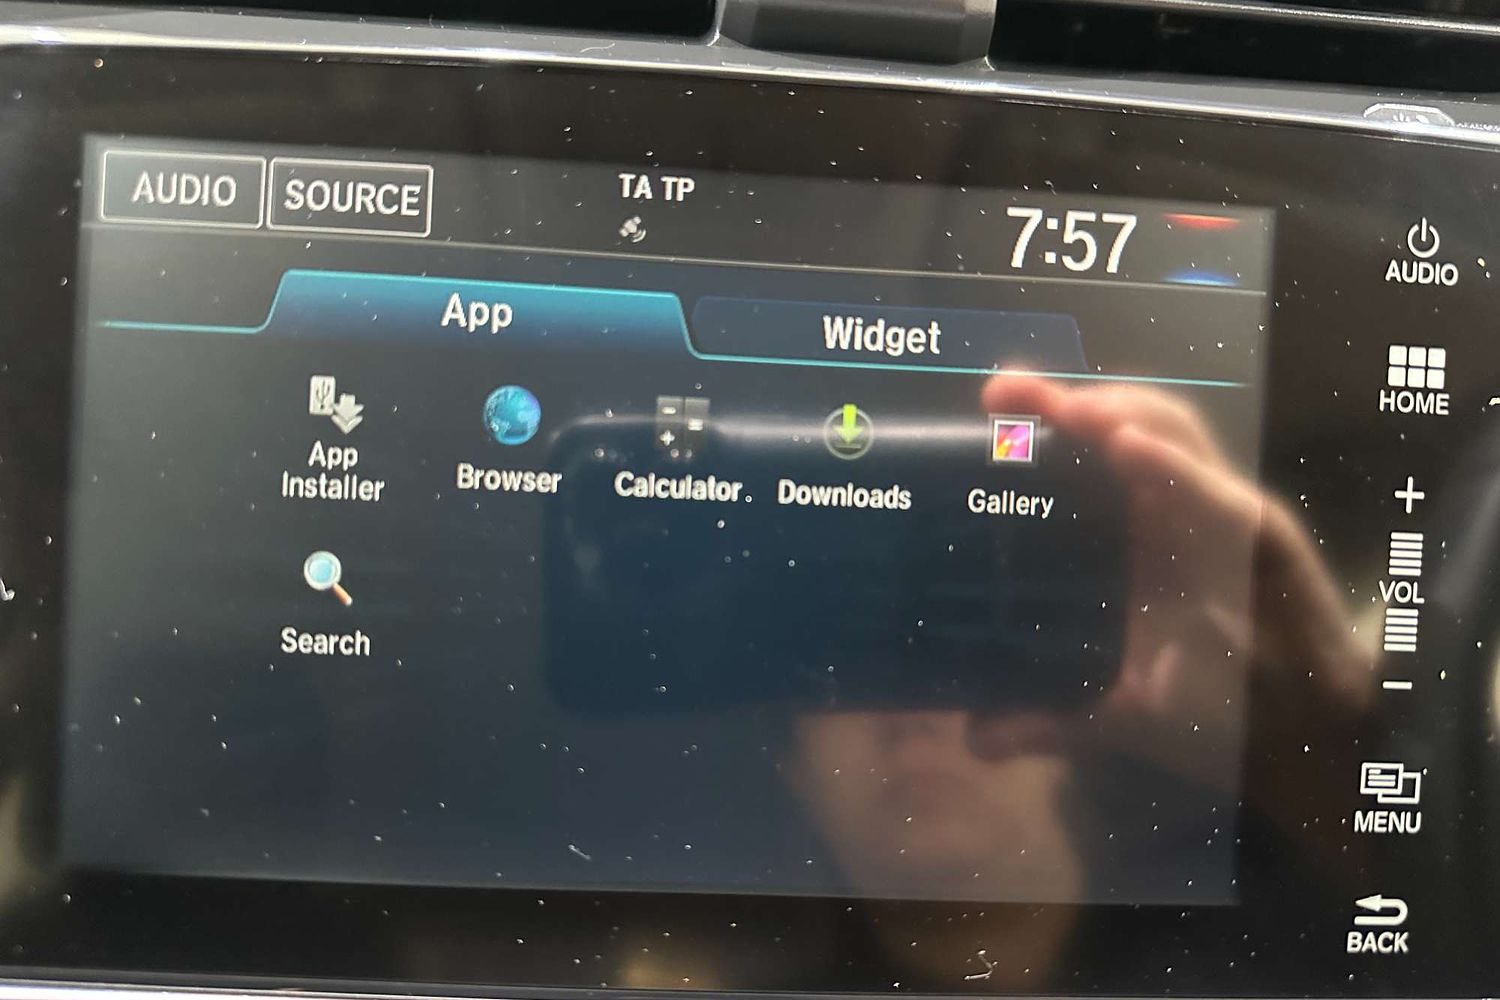 AUDIO
SOURCE
TA TP
7:57
App
Widget
App
Installer
Browser
Calculator
Downloads
Gallery
Search
AUDIO
HOME
+
VOL
−
MENU
BACK